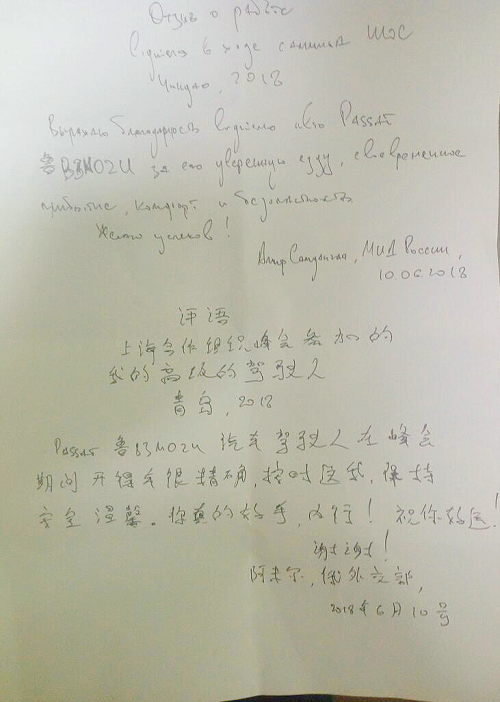 Отзыв о работе
водителя в ходе саммита ШОС
Циндао, 2018
Выражаю благодарность водителю авто PASSAT
鲁B3M02U за его уверенную езду, своевременное
прибытие, комфорт и безопасность
Желаю успехов!
Амир, МИД России,
10.06.2018
评语
上海合作组织峰会参加的
我的高级的驾驶人
青岛, 2018
PASSAT 鲁B3M02U 汽车驾驶人在峰会
期间开得车很精确, 按时送我, 保持
安全温馨。你真的好手, 内行! 祝你好运!
谢谢!
阿米尔, 俄外交部,
2018年6月10号